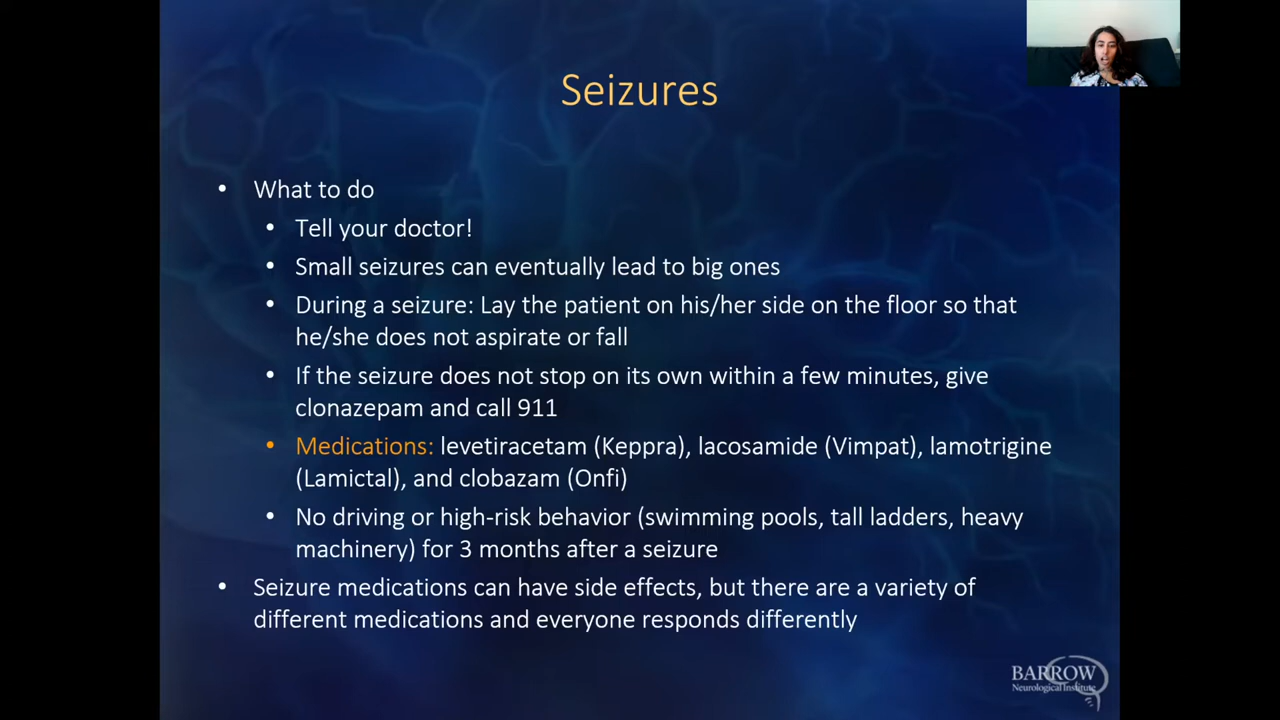 Seizures
• What to do
• Tell your doctor!
• Small seizures can eventually lead to big ones
• During a seizure: Lay the patient on his/her side on the floor so that
he/she does not aspirate or fall
• If the seizure does not stop on its own within a few minutes, give
clonazepam and call 911
• Medications: levetiracetam (Keppra), lacosamide (Vimpat), lamotrigine
(Lamictal), and clobazam (Onfi)
• No driving or high-risk behavior (swimming pools, tall ladders, heavy
machinery) for 3 months after a seizure
• Seizure medications can have side effects, but there are a variety of
different medications and everyone responds differently
BARROW
Neurological Institute